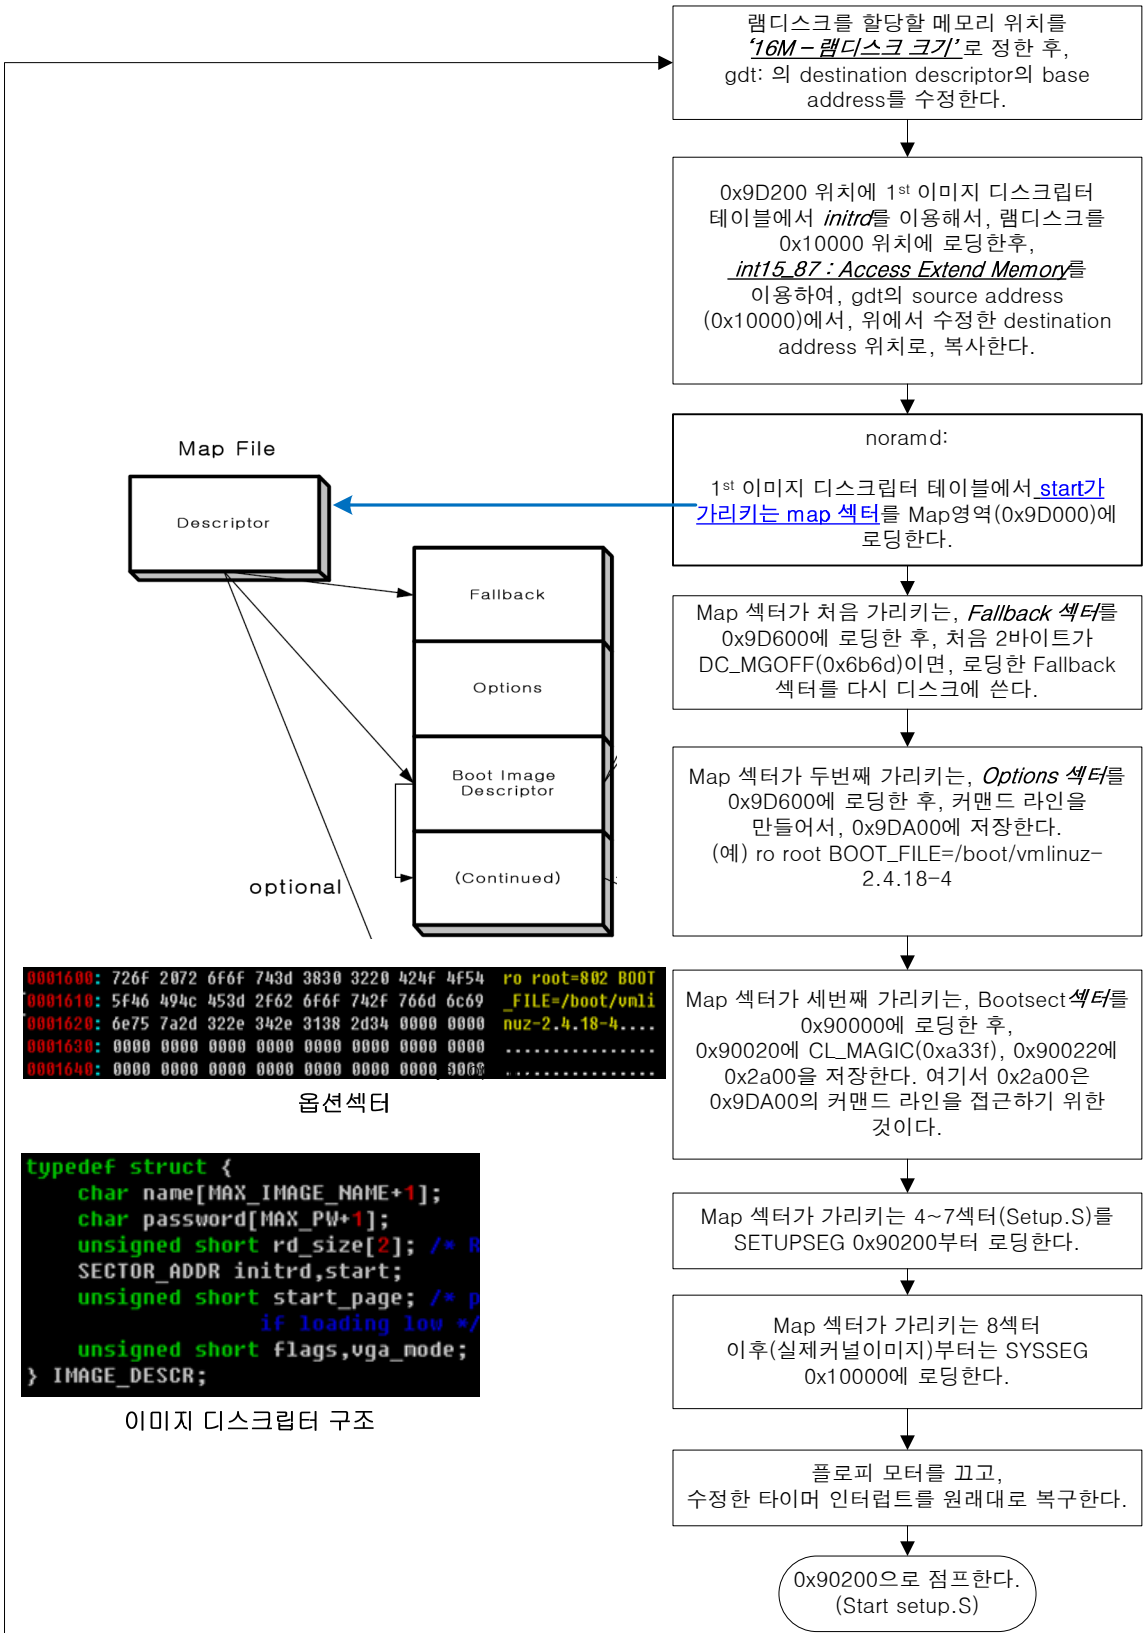 램디스크를 할당할 메모리 위치를
‘16M – 램디스크 크기’ 로 정한 후,
gdt: 의 destination descriptor의 base
address를 수정한다.
0x9D200 위치에 1st 이미지 디스크립터
테이블에서 initrd를 이용해서, 램디스크를
0x10000 위치에 로딩한후,
int15_87 : Access Extend Memory를
이용하여, gdt의 source address
(0x10000)에서, 위에서 수정한 destination
address 위치로, 복사한다.
noramd:
1st 이미지 디스크립터 테이블에서 start가
가리키는 map 섹터를 Map영역(0x9D000)에
로딩한다.
Map File
Descriptor
Fallback
Options
Boot Image
Descriptor
(Continued)
optional
Map 섹터가 처음 가리키는, Fallback 섹터를
0x9D600에 로딩한 후, 처음 2바이트가
DC_MGOFF(0x6b6d)이면, 로딩한 Fallback
섹터를 다시 디스크에 쓴다.
Map 섹터가 두번째 가리키는, Options 섹터를
0x9D600에 로딩한 후, 커맨드 라인을
만들어서, 0x9DA00에 저장한다.
(예) ro root BOOT_FILE=/boot/vmlinuz-
2.4.18-4
0001600: 726f 2072 6f6f 743d 3830 3220 424f 4f54 ro root=802 BOOT
0001610: 5f46 494c 453d 2f62 6f6f 742f 766d 6c69 _FILE=/boot/vmli
0001620: 6e75 7a2d 322e 342e 3138 2d34 0000 0000 nuz-2.4.18-4....
0001630: 0000 0000 0000 0000 0000 0000 0000 0000 ................
0001640: 0000 0000 0000 0000 0000 0000 0000 0000 ................
옵션섹터
Map 섹터가 세번째 가리키는, Bootsect섹터를
0x90000에 로딩한 후,
0x90020에 CL_MAGIC(0xa33f), 0x90022에
0x2a00을 저장한다. 여기서 0x2a00은
0x9DA00의 커맨드 라인을 접근하기 위한
것이다.
typedef struct {
char name[MAX_IMAGE_NAME+1];
char password[MAX_PW+1];
unsigned short rd_size[2]; /* R
SECTOR_ADDR initrd,start;
unsigned short start_page; /* p
if loading low */
unsigned short flags,vga_mode;
} IMAGE_DESCR;
이미지 디스크립터 구조
Map 섹터가 가리키는 4~7섹터(Setup.S)를
SETUPSEG 0x90200부터 로딩한다.
Map 섹터가 가리키는 8섹터
이후(실제커널이미지)부터는 SYSSEG
0x10000에 로딩한다.
플로피 모터를 끄고,
수정한 타이머 인터럽트를 원래대로 복구한다.
0x90200으로 점프한다.
(Start setup.S)